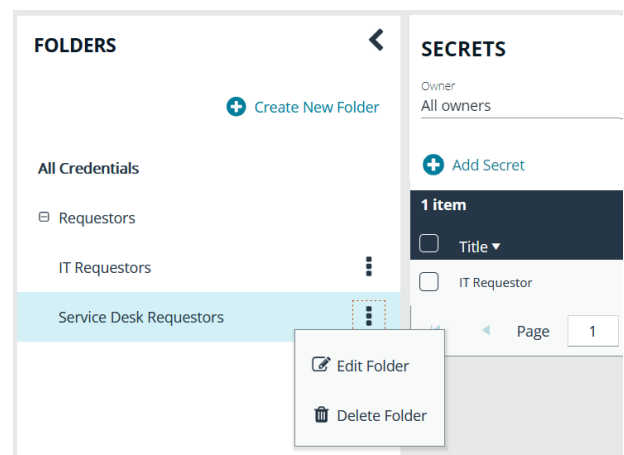 FOLDERS
Create New Folder
All Credentials
Requestors
IT Requestors
Service Desk Requestors
Edit Folder
Delete Folder
SECRETS
Owner
All owners
Add Secret
1 item
Title
IT Requestor
Page 1